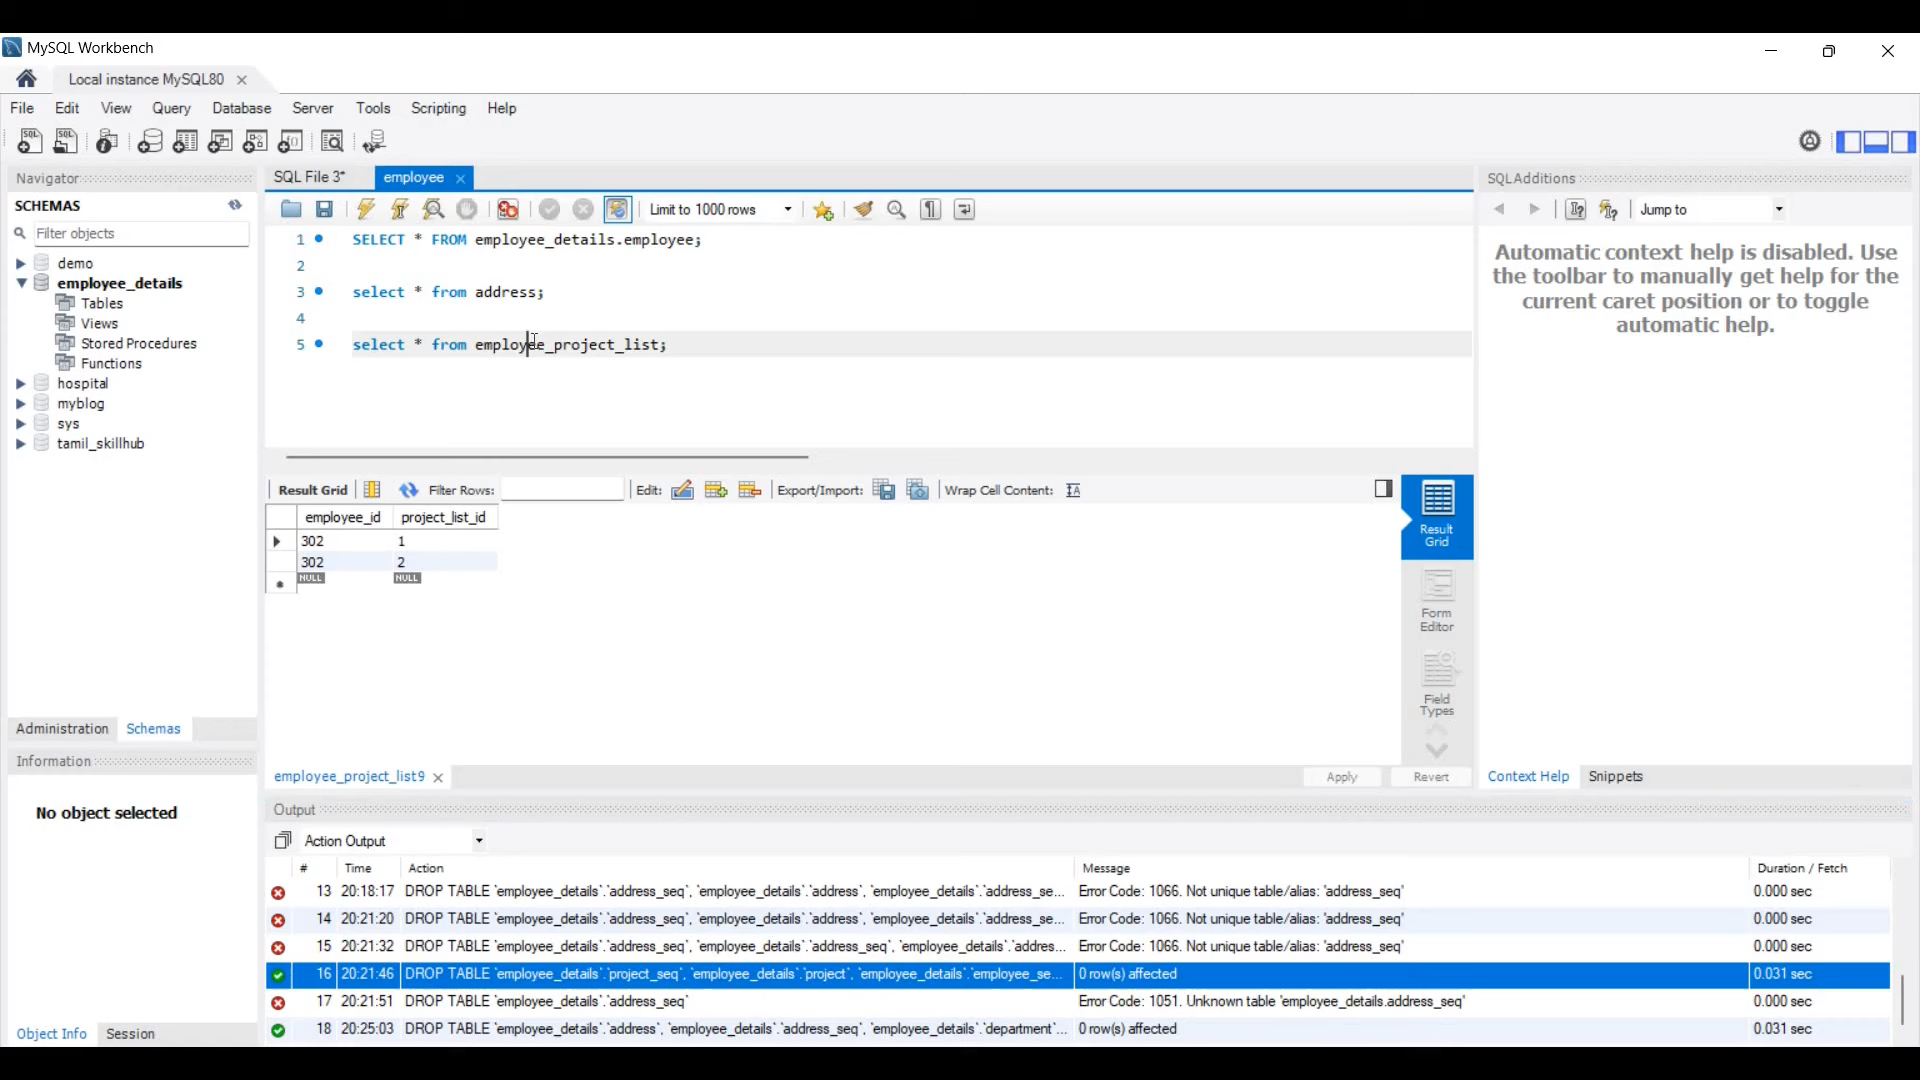 MySQL Workbench
Local instance MySQL80
File Edit View Query Database Server Tools Scripting Help
Navigator
SCHEMAS
Filter objects
demo
employee_details
Tables
Views
Stored Procedures
Functions
hospital
myblog
sys
tamil_skillhub
Administration Schemas
Information
No object selected
Object Info Session
SQL File 3* employee
Limit to 1000 rows
1 SELECT * FROM employee_details.employee;
2
3 select * from address;
4
5 select * from employee_project_list;
Result Grid Filter Rows: Edit: Export/Import: Wrap Cell Content:
employee_id project_list_id
302 1
302 2
NULL NULL
Result Grid
Form Editor
Field Types
employee_project_list9 Apply Revert
SQLAdditions
Jump to
Automatic context help is disabled. Use
the toolbar to manually get help for the
current caret position or to toggle
automatic help.
Context Help Snippets
Output
Action Output
# Time Action Message Duration / Fetch
13 20:18:17 DROP TABLE `employee_details`.`address_seq`, `employee_details`.`address`, `employee_details`.`address_se... Error Code: 1066. Not unique table/alias: 'address_seq' 0.000 sec
14 20:21:20 DROP TABLE `employee_details`.`address_seq`, `employee_details`.`address`, `employee_details`.`address_se... Error Code: 1066. Not unique table/alias: 'address_seq' 0.000 sec
15 20:21:32 DROP TABLE `employee_details`.`address_seq`, `employee_details`.`address_seq`, `employee_details`.`addres... Error Code: 1066. Not unique table/alias: 'address_seq' 0.000 sec
16 20:21:46 DROP TABLE `employee_details`.`project_seq`, `employee_details`.`project`, `employee_details`.`employee_se... 0 row(s) affected 0.031 sec
17 20:21:51 DROP TABLE `employee_details`.`address_seq` Error Code: 1051. Unknown table 'employee_details.address_seq' 0.000 sec
18 20:25:03 DROP TABLE `employee_details`.`address`, `employee_details`.`address_seq`, `employee_details`.`department`... 0 row(s) affected 0.031 sec